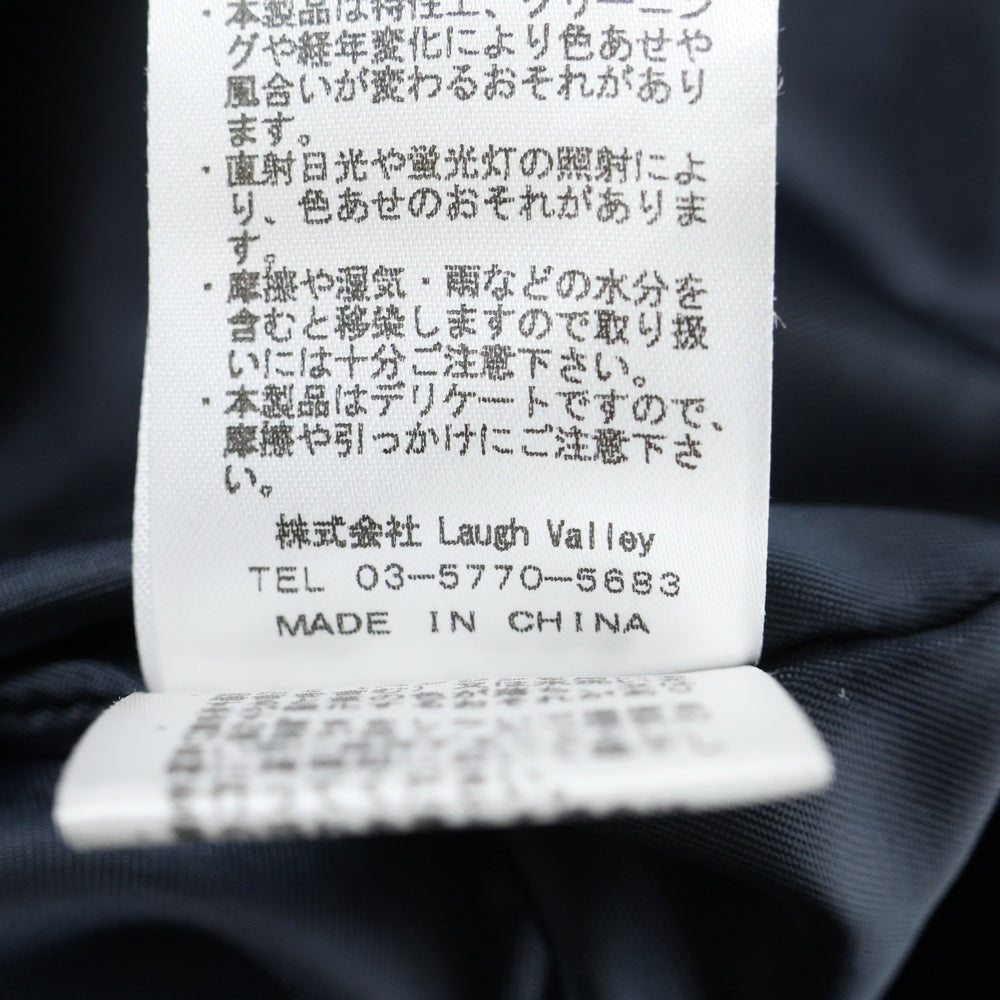 ・本製品は特性上、クリーニン
グや経年変化により色あせや
風合いが変わるおそれがあり
ます。
・直射日光や蛍光灯の照射によ
り、色あせのおそれがありま
す。
・摩擦や湿気・雨などの水分を
含むと移染しますので取り扱
いには十分ご注意下さい。
・本製品はデリケートですので、
摩擦や引っかけにご注意下さ
い。
株式会社 Laugh Valley
TEL 03-5770-5683
MADE IN CHINA